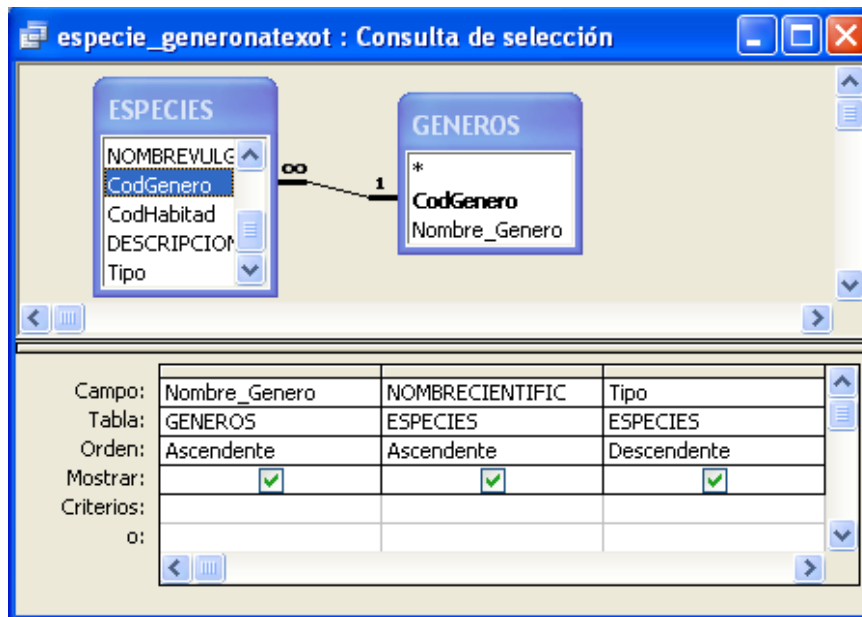 especie_generonatexot : Consulta de selección
ESPECIES
NOMBREVULG
CodGenero
CodHabitad
DESCRIPCION
Tipo
∞
1
GENEROS
*
CodGenero
Nombre_Genero
Campo: Nombre_Genero NOMBRECIENTIFIC Tipo
Tabla: GENEROS ESPECIES ESPECIES
Orden: Ascendente Ascendente Descendente
Mostrar:
Criterios:
o: